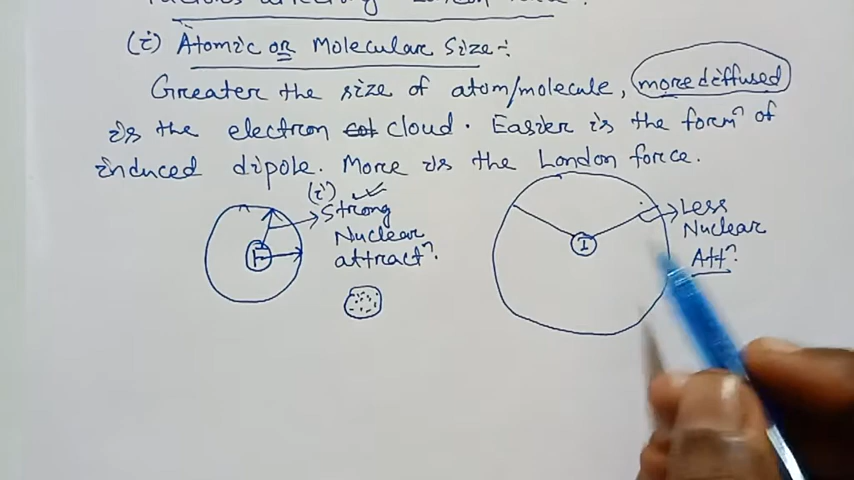 (i) Atomic or Molecular Size :-
Greater the size of atom/molecule, more diffused
is the electron cloud. Easier is the formⁿ of
induced dipole. More is the London force.
(i)
Strong
Nuclear
attractⁿ.
F
I
Less
Nuclear
Attⁿ.